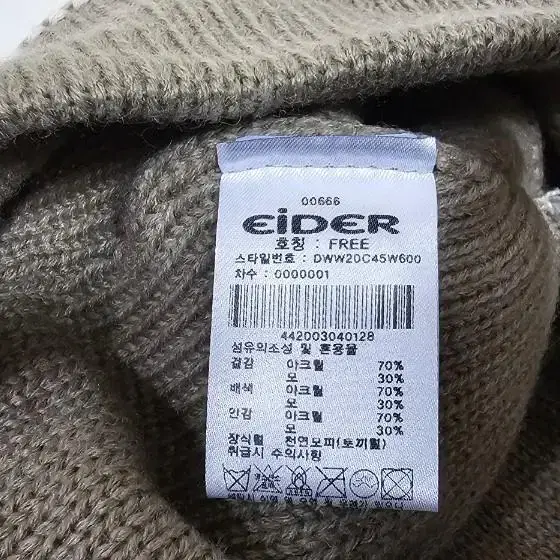 00666
EiDER
호칭 : FREE
스타일번호 : DWW20C45W600
차수 : 0000001
442003040128
섬유의조성 및 혼용율
겉감 아크릴 70%
모 30%
배색 아크릴 70%
모 30%
안감 아크릴 70%
모 30%
장식털 천연모피(토끼털)
취급시 주의사항